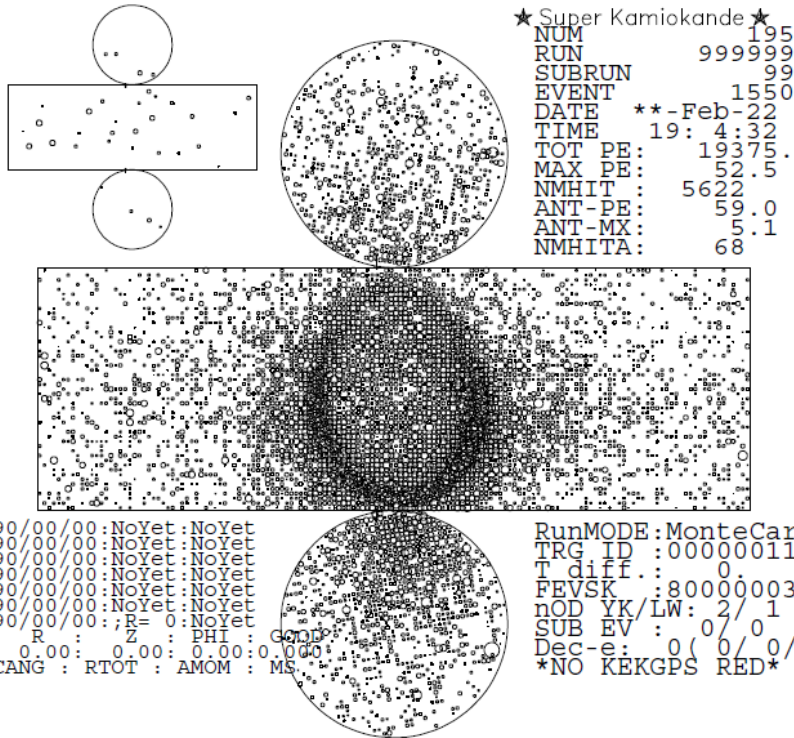 ★ Super Kamiokande ★
NUM 195
RUN 999999
SUBRUN 99
EVENT 1550
DATE **-Feb-22
TIME 19: 4:32
TOT PE: 19375.
MAX PE: 52.5
NMHIT : 5622
ANT-PE: 59.0
ANT-MX: 5.1
NMHITA: 68
90/00/00:NoYet:NoYet
90/00/00:NoYet:NoYet
90/00/00:NoYet:NoYet
90/00/00:NoYet:NoYet
90/00/00:NoYet:NoYet
90/00/00:NoYet:NoYet
90/00/00:;R= 0:NoYet
R : Z : PHI : GOOD
0.00: 0.00: 0.00:0.000
CANG : RTOT : AMOM : MS
RunMODE:MonteCar
TRG ID :00000011
T diff.: 0.
FEVSK :80000003
nOD YK/LW: 2/ 1
SUB EV : 0/ 0
Dec-e: 0( 0/ 0/
*NO KEKGPS RED*